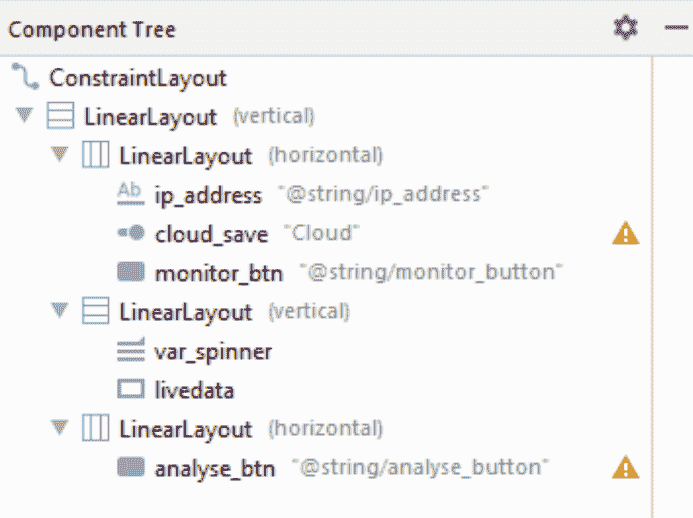 Component Tree
ConstraintLayout
LinearLayout (vertical)
LinearLayout (horizontal)
Ab ip_address "@string/ip_address"
cloud_save "Cloud"
monitor_btn "@string/monitor_button"
LinearLayout (vertical)
var_spinner
livedata
LinearLayout (horizontal)
analyse_btn "@string/analyse_button"